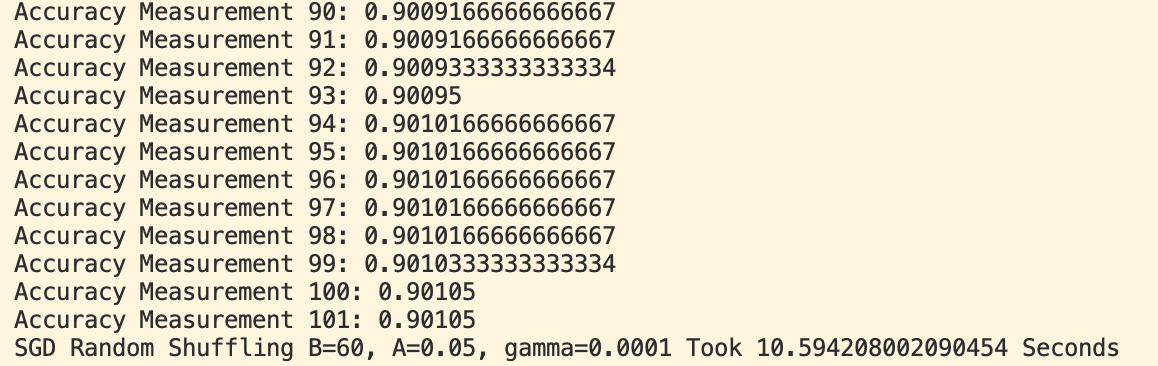 Accuracy Measurement 90: 0.9009166666666667
Accuracy Measurement 91: 0.9009166666666667
Accuracy Measurement 92: 0.9009333333333334
Accuracy Measurement 93: 0.90095
Accuracy Measurement 94: 0.9010166666666667
Accuracy Measurement 95: 0.9010166666666667
Accuracy Measurement 96: 0.9010166666666667
Accuracy Measurement 97: 0.9010166666666667
Accuracy Measurement 98: 0.9010166666666667
Accuracy Measurement 99: 0.9010333333333334
Accuracy Measurement 100: 0.90105
Accuracy Measurement 101: 0.90105
SGD Random Shuffling B=60, A=0.05, gamma=0.0001 Took 10.594208002090454 Seconds